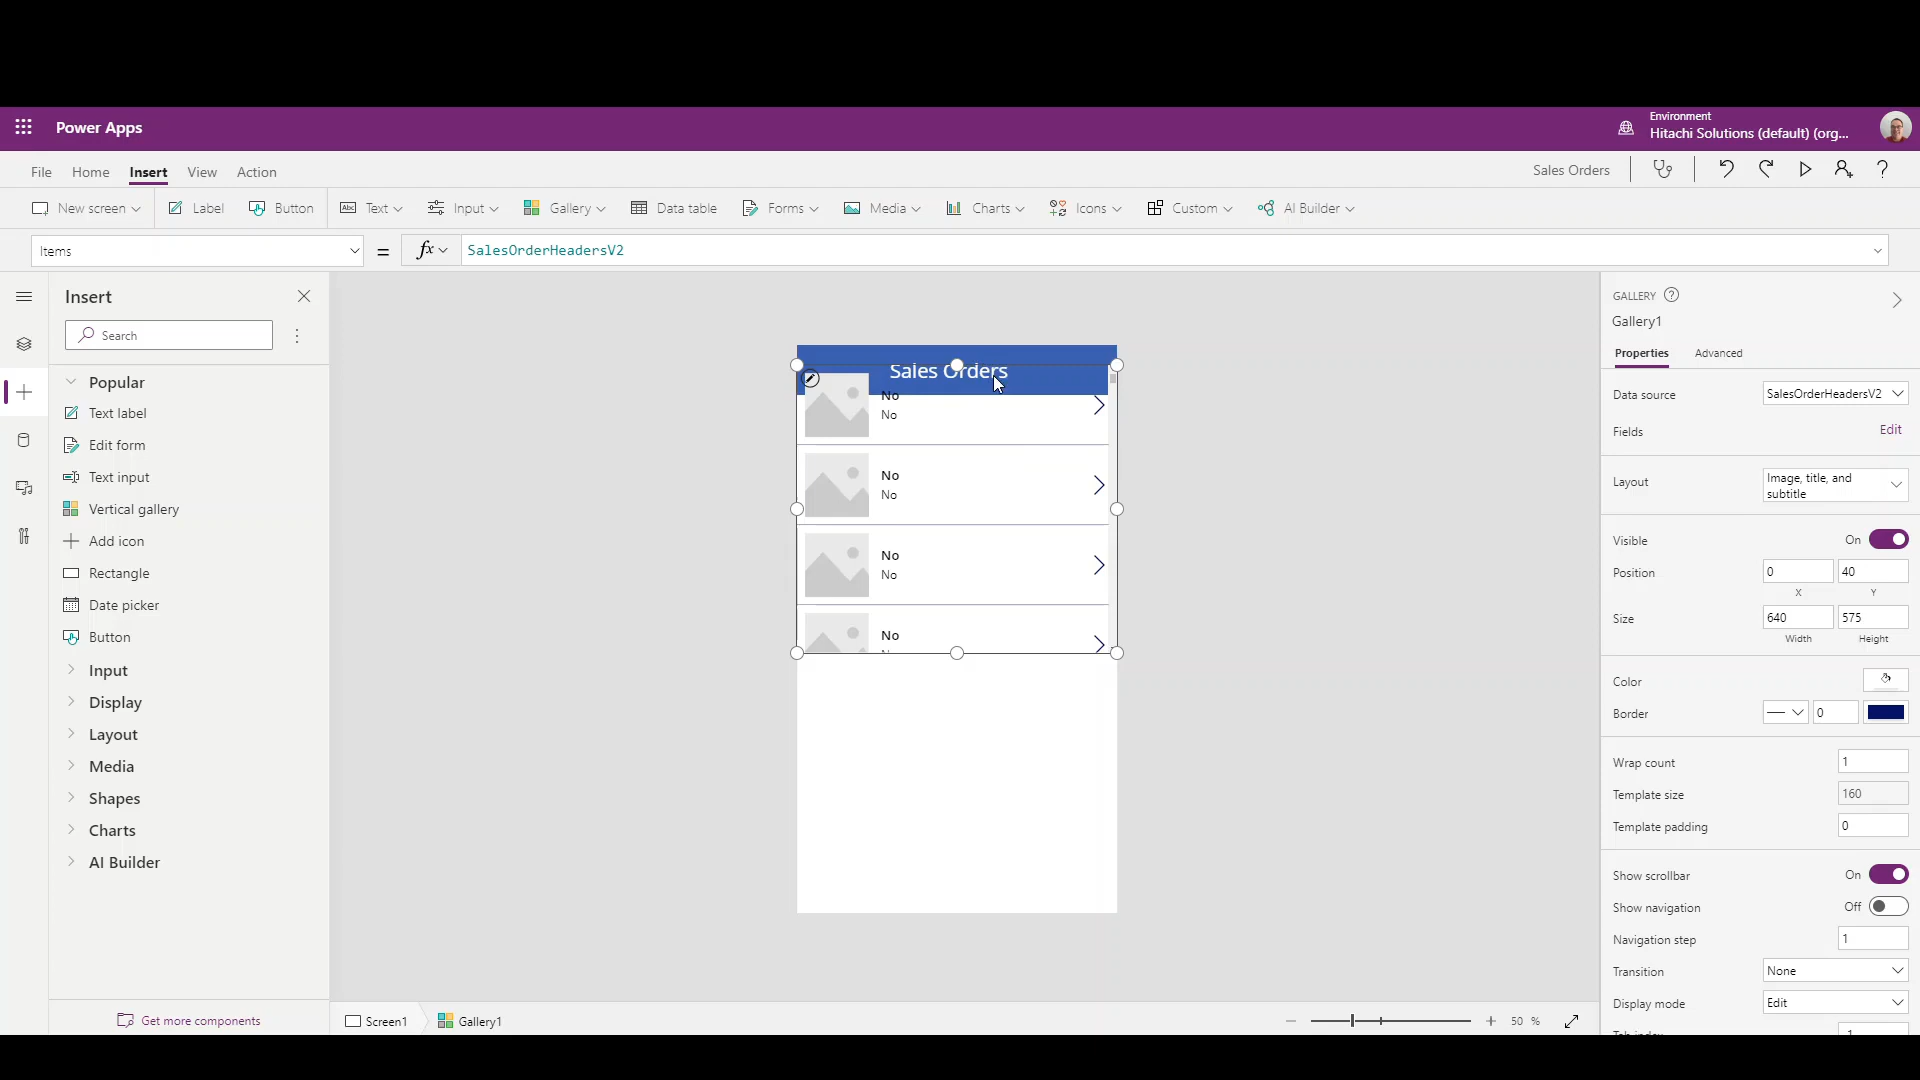 Power Apps
Environment
Hitachi Solutions (default) (org...
File Home Insert View Action
Sales Orders
New screen Label Button Text Input Gallery Data table Forms Media Charts Icons Custom AI Builder
Items = fx SalesOrderHeadersV2
Insert
Search
Popular
Text label
Edit form
Text input
Vertical gallery
Add icon
Rectangle
Date picker
Button
Input
Display
Layout
Media
Shapes
Charts
AI Builder
Get more components
Sales Orders
No
No
No
No
No
No
No
Screen1 Gallery1
50 %
GALLERY
Gallery1
Properties Advanced
Data source SalesOrderHeadersV2
Fields Edit
Layout Image, title, and
subtitle
Visible On
Position 0 40
X Y
Size 640 575
Width Height
Color
Border 0
Wrap count 1
Template size 160
Template padding 0
Show scrollbar On
Show navigation Off
Navigation step 1
Transition None
Display mode Edit